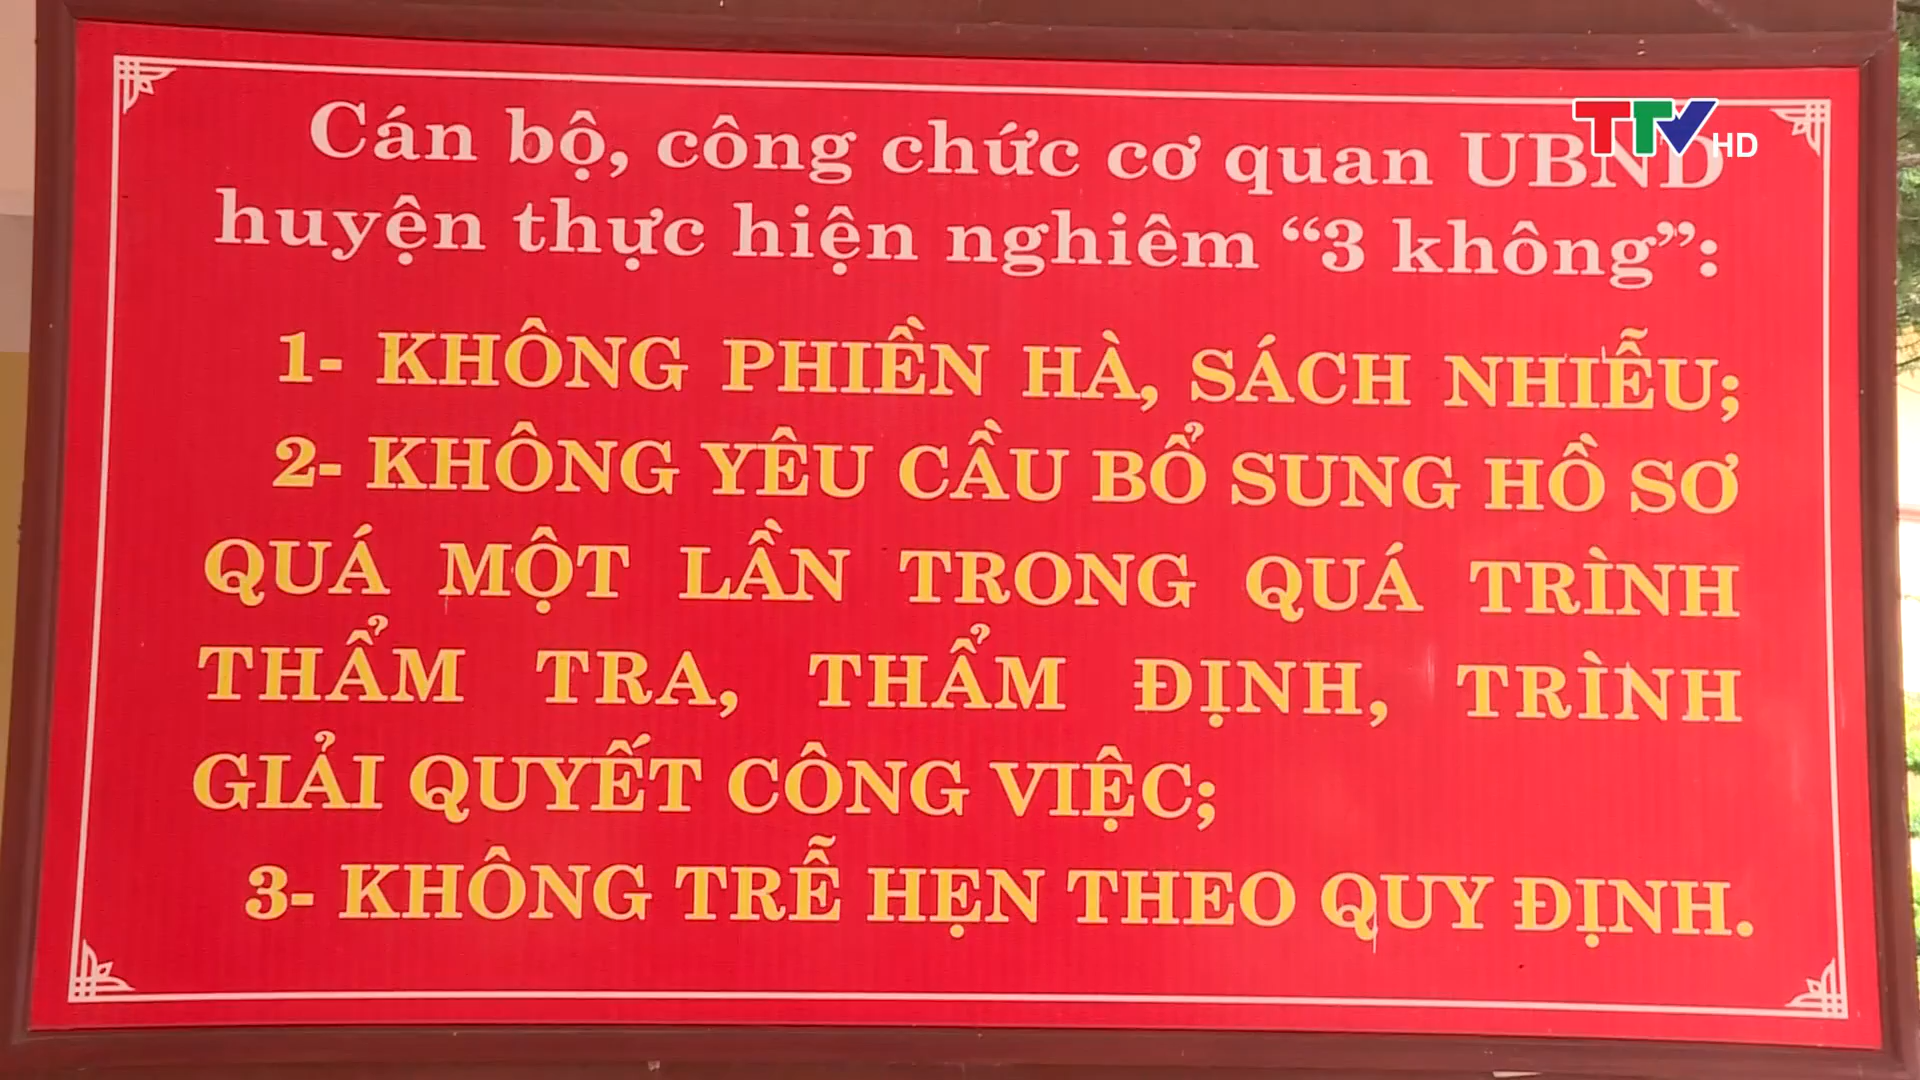 Cán bộ, công chức cơ quan UBND
huyện thực hiện nghiêm “3 không”:
1- KHÔNG PHIỀN HÀ, SÁCH NHIỄU;
2- KHÔNG YÊU CẦU BỔ SUNG HỒ SƠ
QUÁ MỘT LẦN TRONG QUÁ TRÌNH
THẨM TRA, THẨM ĐỊNH, TRÌNH
GIẢI QUYẾT CÔNG VIỆC;
3- KHÔNG TRỄ HẸN THEO QUY ĐỊNH.
TTV HD